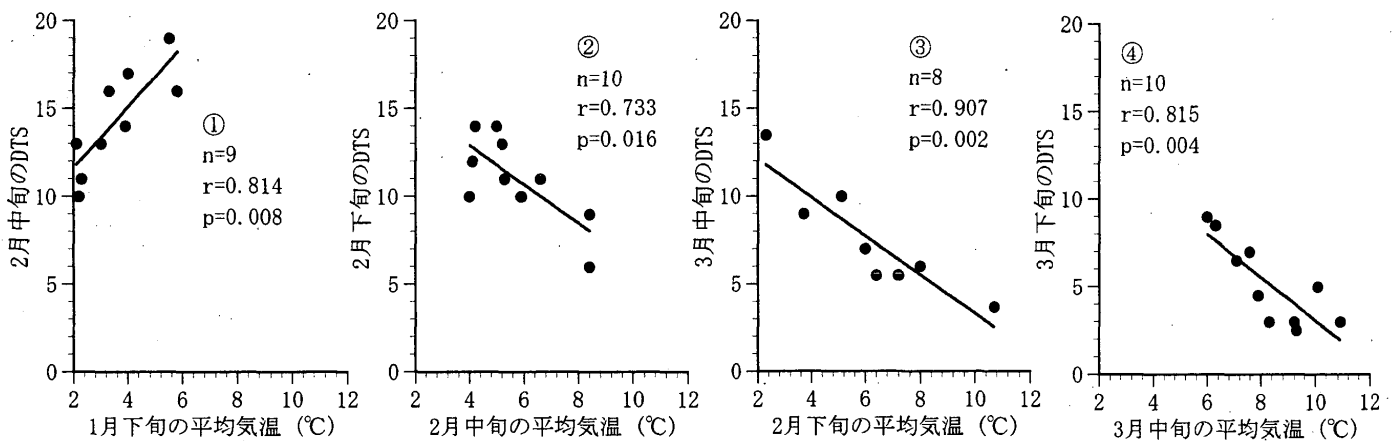 20
15
10
5
0
2月中旬のDTS
①
n=9
r=0.814
p=0.008
2 4 6 8 10 12
1月下旬の平均気温 (℃)
20
15
10
5
0
2月下旬のDTS
②
n=10
r=0.733
p=0.016
2 4 6 8 10 12
2月中旬の平均気温 (℃)
20
15
10
5
0
3月中旬のDTS
③
n=8
r=0.907
p=0.002
2 4 6 8 10 12
2月下旬の平均気温 (℃)
20
15
10
5
0
3月下旬のDTS
④
n=10
r=0.815
p=0.004
2 4 6 8 10 12
3月中旬の平均気温 (℃)